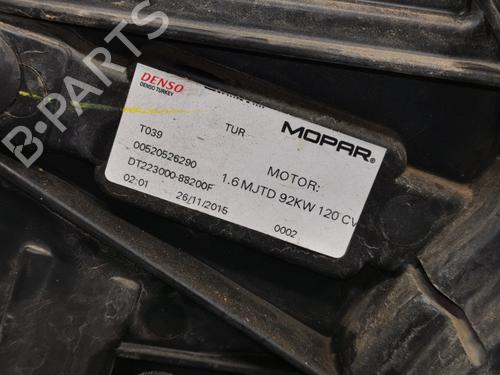 DENSO
DENSO TURKEY
MOPAR®
T039
TUR
00520526290
MOTOR:
DT223000-88200F
1.6 MJTD 92KW 120 CV
02:01
26/11/2015
0002
B-PARTS